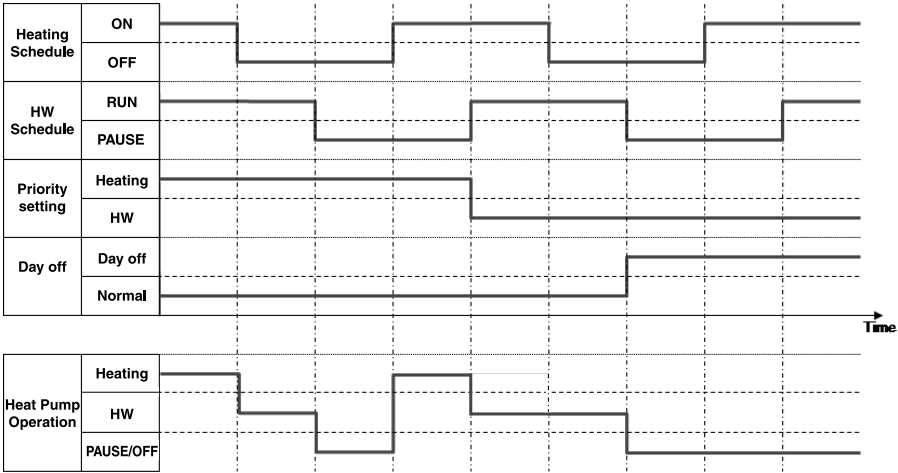 Heating
Schedule
ON
OFF
HW
Schedule
RUN
PAUSE
Priority
setting
Heating
HW
Day off
Day off
Normal
Time
Heat Pump
Operation
Heating
HW
PAUSE/OFF